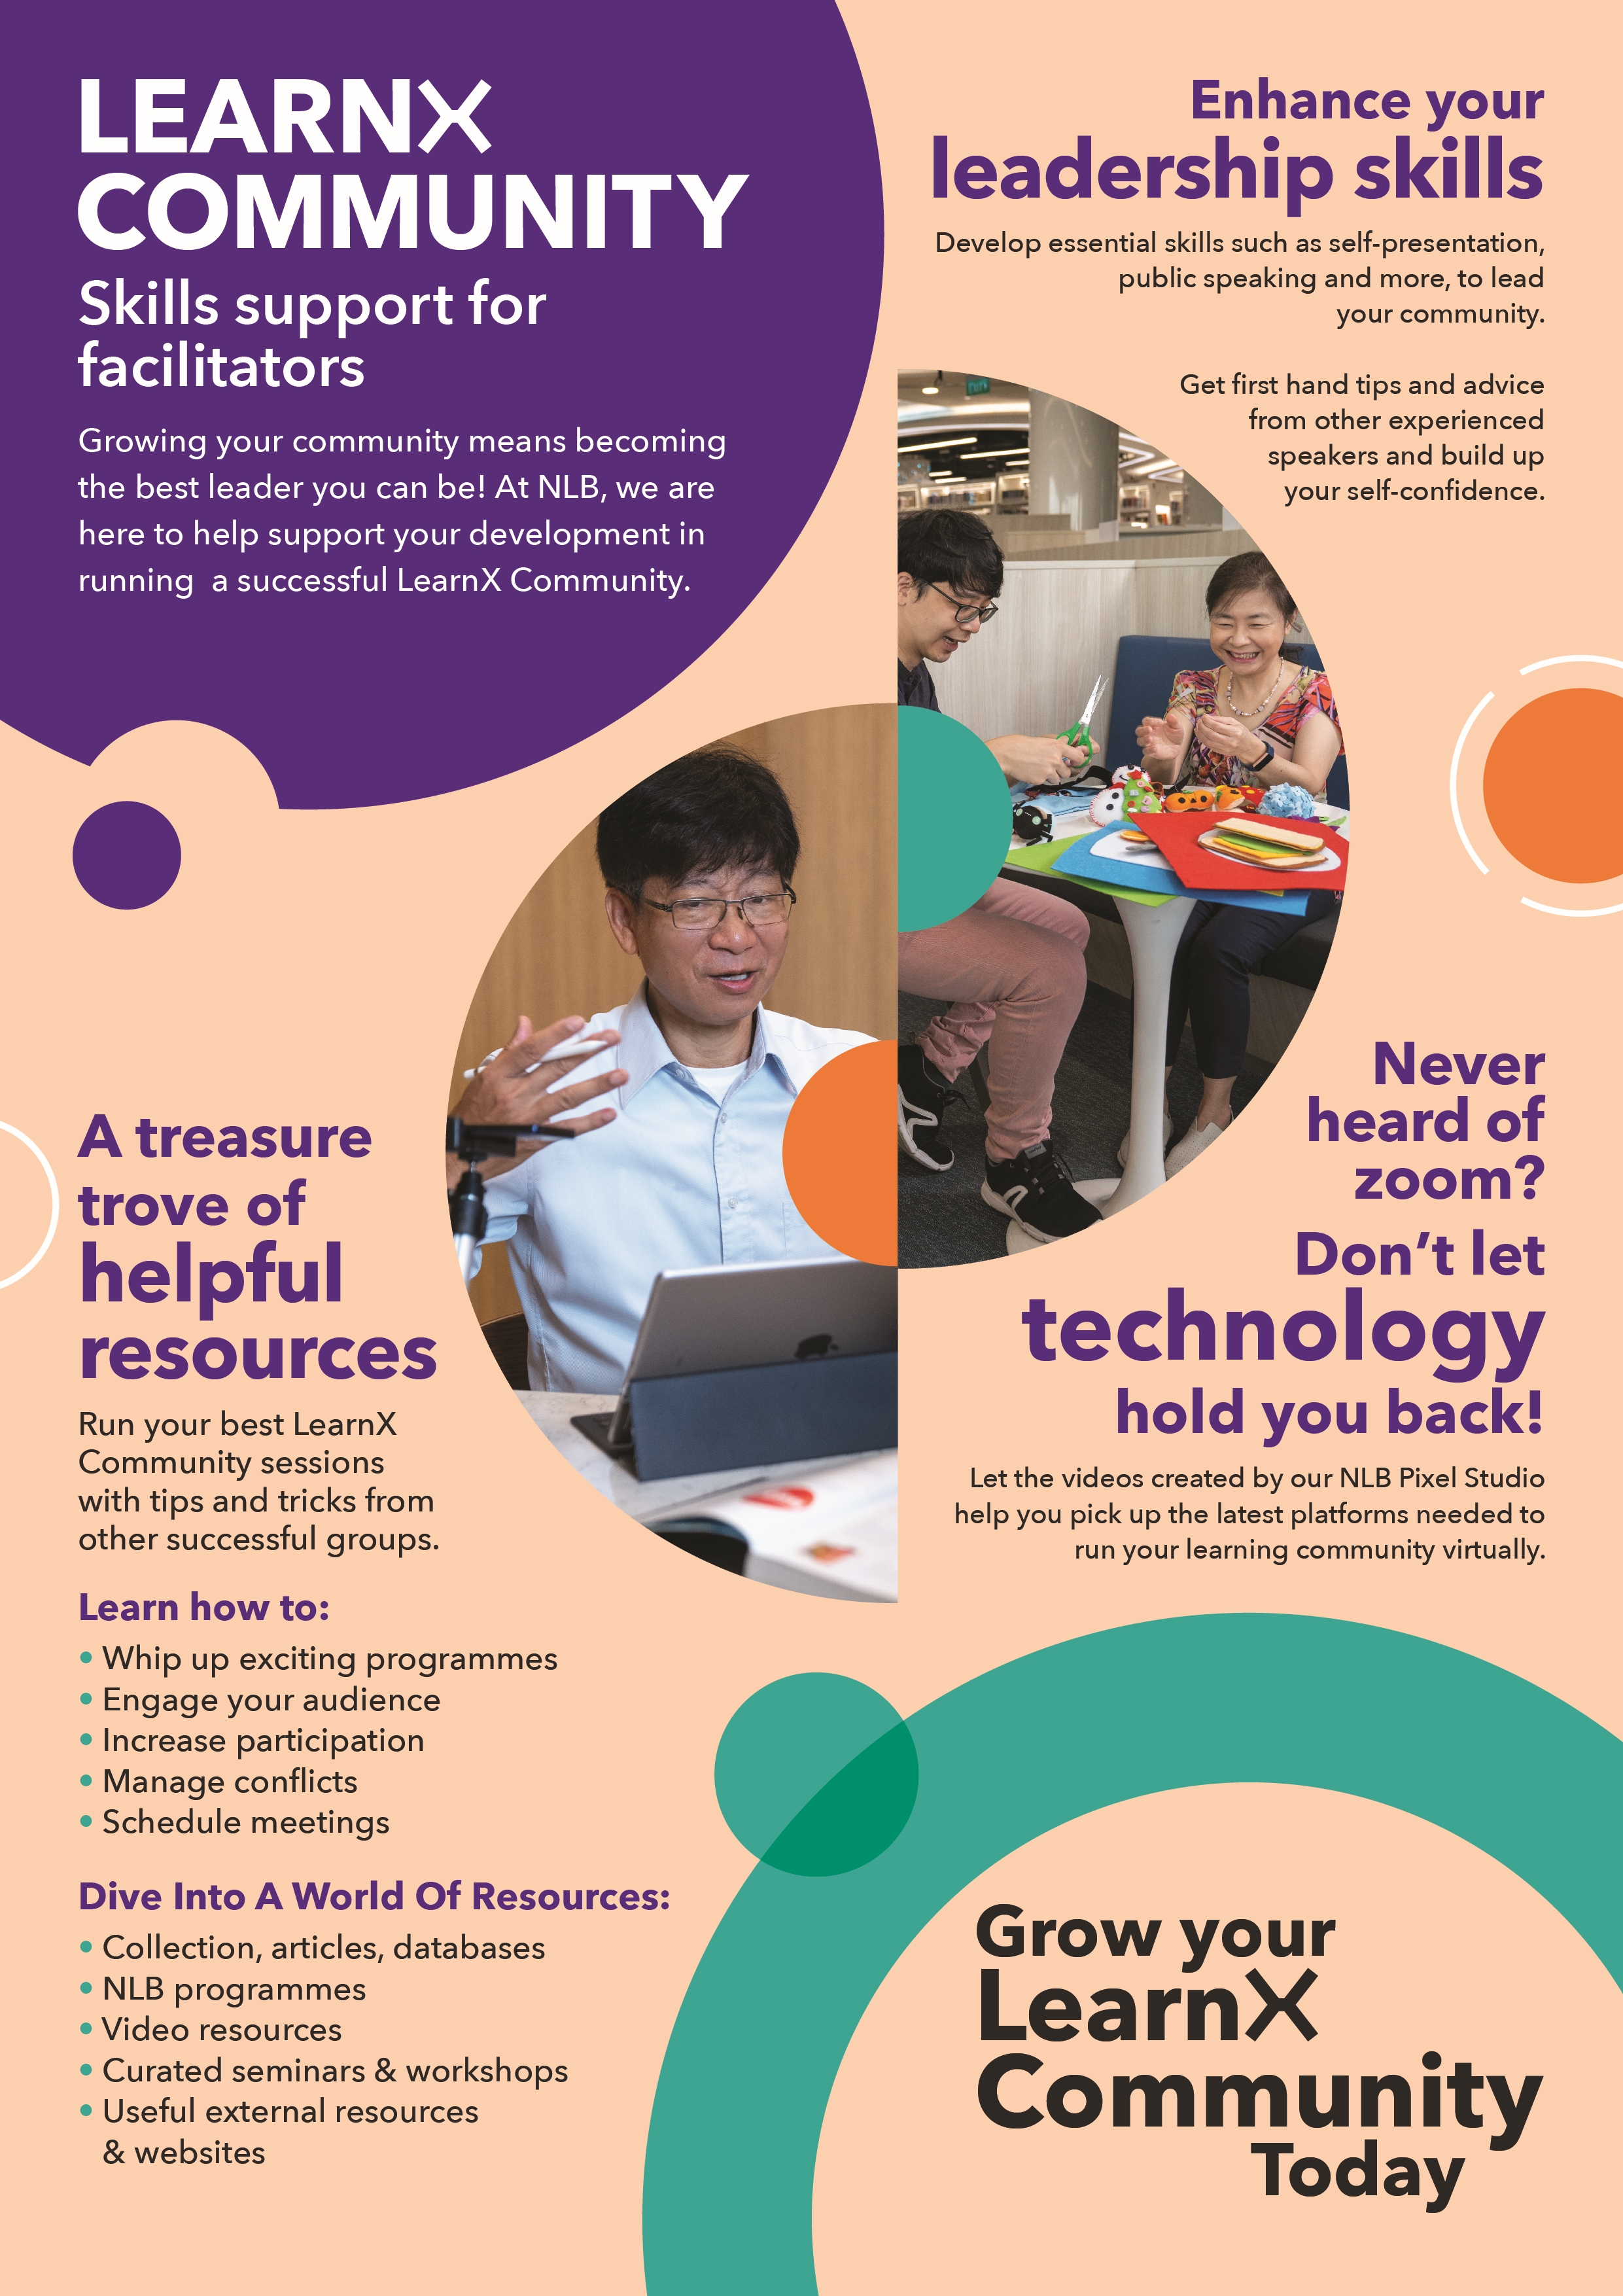 LEARNX
COMMUNITY
Skills support for
facilitators
Growing your community means becoming
the best leader you can be! At NLB, we are
here to help support your development in
running  a successful LearnX Community.
Enhance your
leadership skills
Develop essential skills such as self-presentation,
public speaking and more, to lead
your community.
Get first hand tips and advice
from other experienced
speakers and build up
your self-confidence.
A treasure
trove of
helpful
resources
Run your best LearnX
Community sessions
with tips and tricks from
other successful groups.
Learn how to:
• Whip up exciting programmes
• Engage your audience
• Increase participation
• Manage conflicts
• Schedule meetings
Dive Into A World Of Resources:
• Collection, articles, databases
• NLB programmes
• Video resources
• Curated seminars & workshops
• Useful external resources
& websites
Never
heard of
zoom?
Don’t let
technology
hold you back!
Let the videos created by our NLB Pixel Studio
help you pick up the latest platforms needed to
run your learning community virtually.
Grow your
LearnX
Community
Today